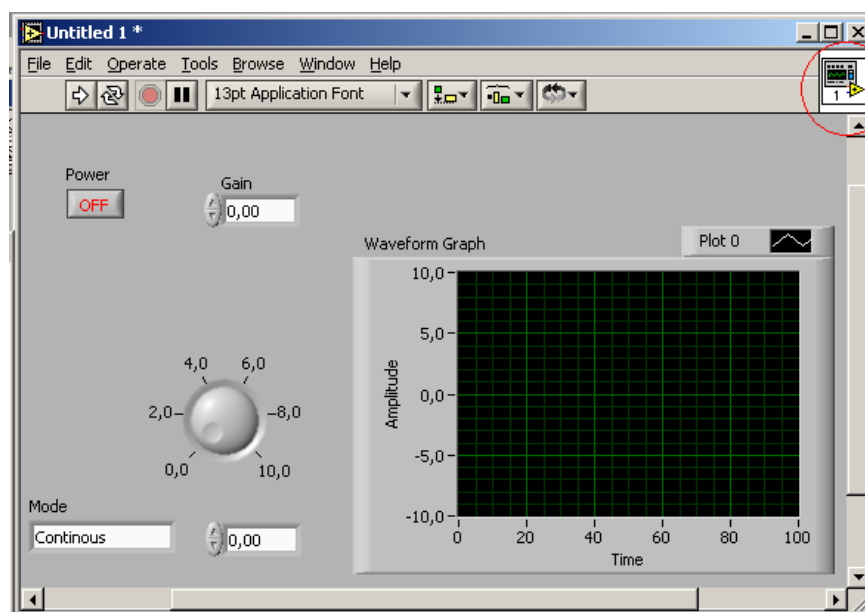 Untitled 1 *
File Edit Operate Tools Browse Window Help
13pt Application Font
1
Power
OFF
Gain
0,00
Waveform Graph
Plot 0
10,0
5,0
0,0
-5,0
-10,0
Amplitude
0 20 40 60 80 100
Time
4,0 6,0
2,0 8,0
0,0 10,0
Mode
Continous
0,00